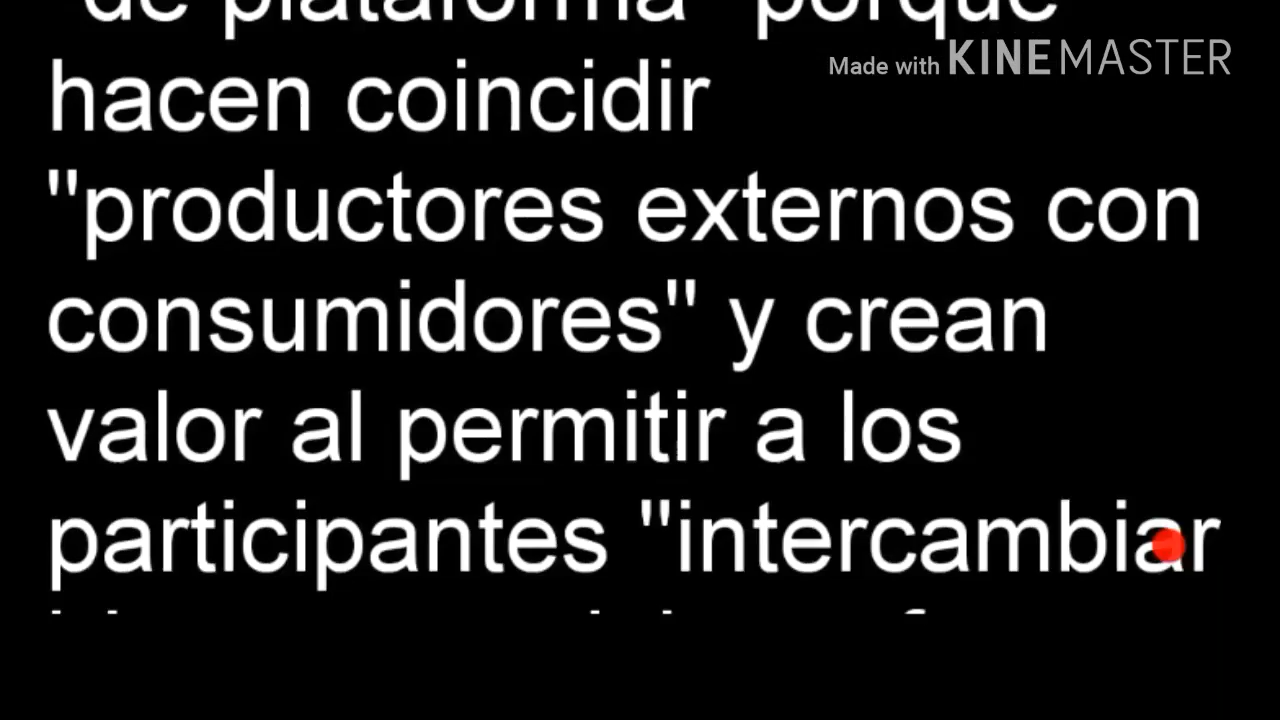 "de plataforma" porque
Made with KINEMASTER
hacen coincidir
"productores externos con
consumidores" y crean
valor al permitir a los
participantes "intercambiar